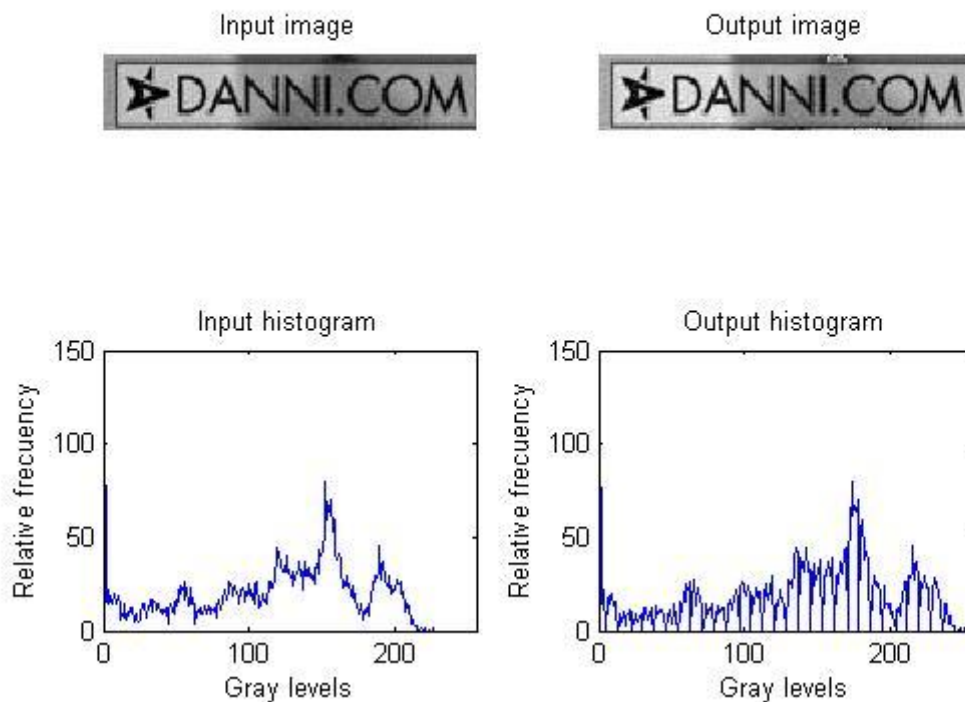 Input image
Output image
DANNI.COM
DANNI.COM
Input histogram
Output histogram
150
100
50
0
Relative frecuency
0
100
200
Gray levels
150
100
50
0
Relative frecuency
0
100
200
Gray levels